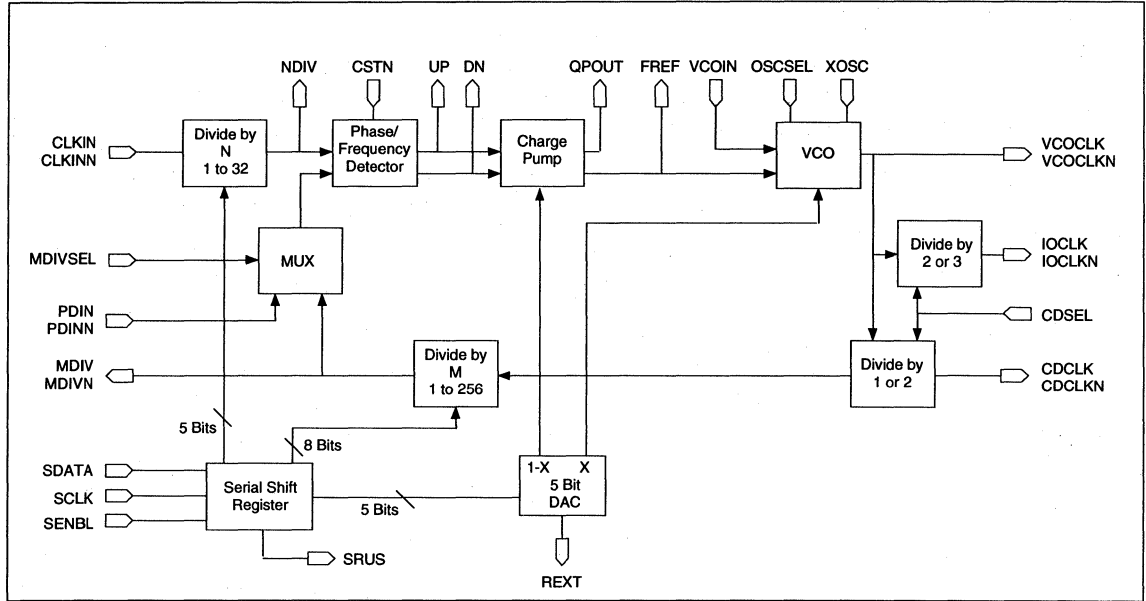 NDIV
CSTN
UP
DN
QPOUT
FREF
VCOIN
OSCSEL
XOSC
CLKIN
CLKINN
Divide by
N
1 to 32
Phase/
Frequency
Detector
Charge
Pump
VCO
VCOCLK
VCOCLKN
MDIVSEL
MUX
Divide by
2 or 3
IOCLK
IOCLKN
PDIN
PDINN
CDSEL
MDIV
MDIVN
Divide by
M
1 to 256
Divide by
1 or 2
CDCLK
CDCLKN
5 Bits
8 Bits
SDATA
SCLK
SENBL
Serial Shift
Register
5 Bits
1-X X
5 Bit
DAC
SRUS
REXT